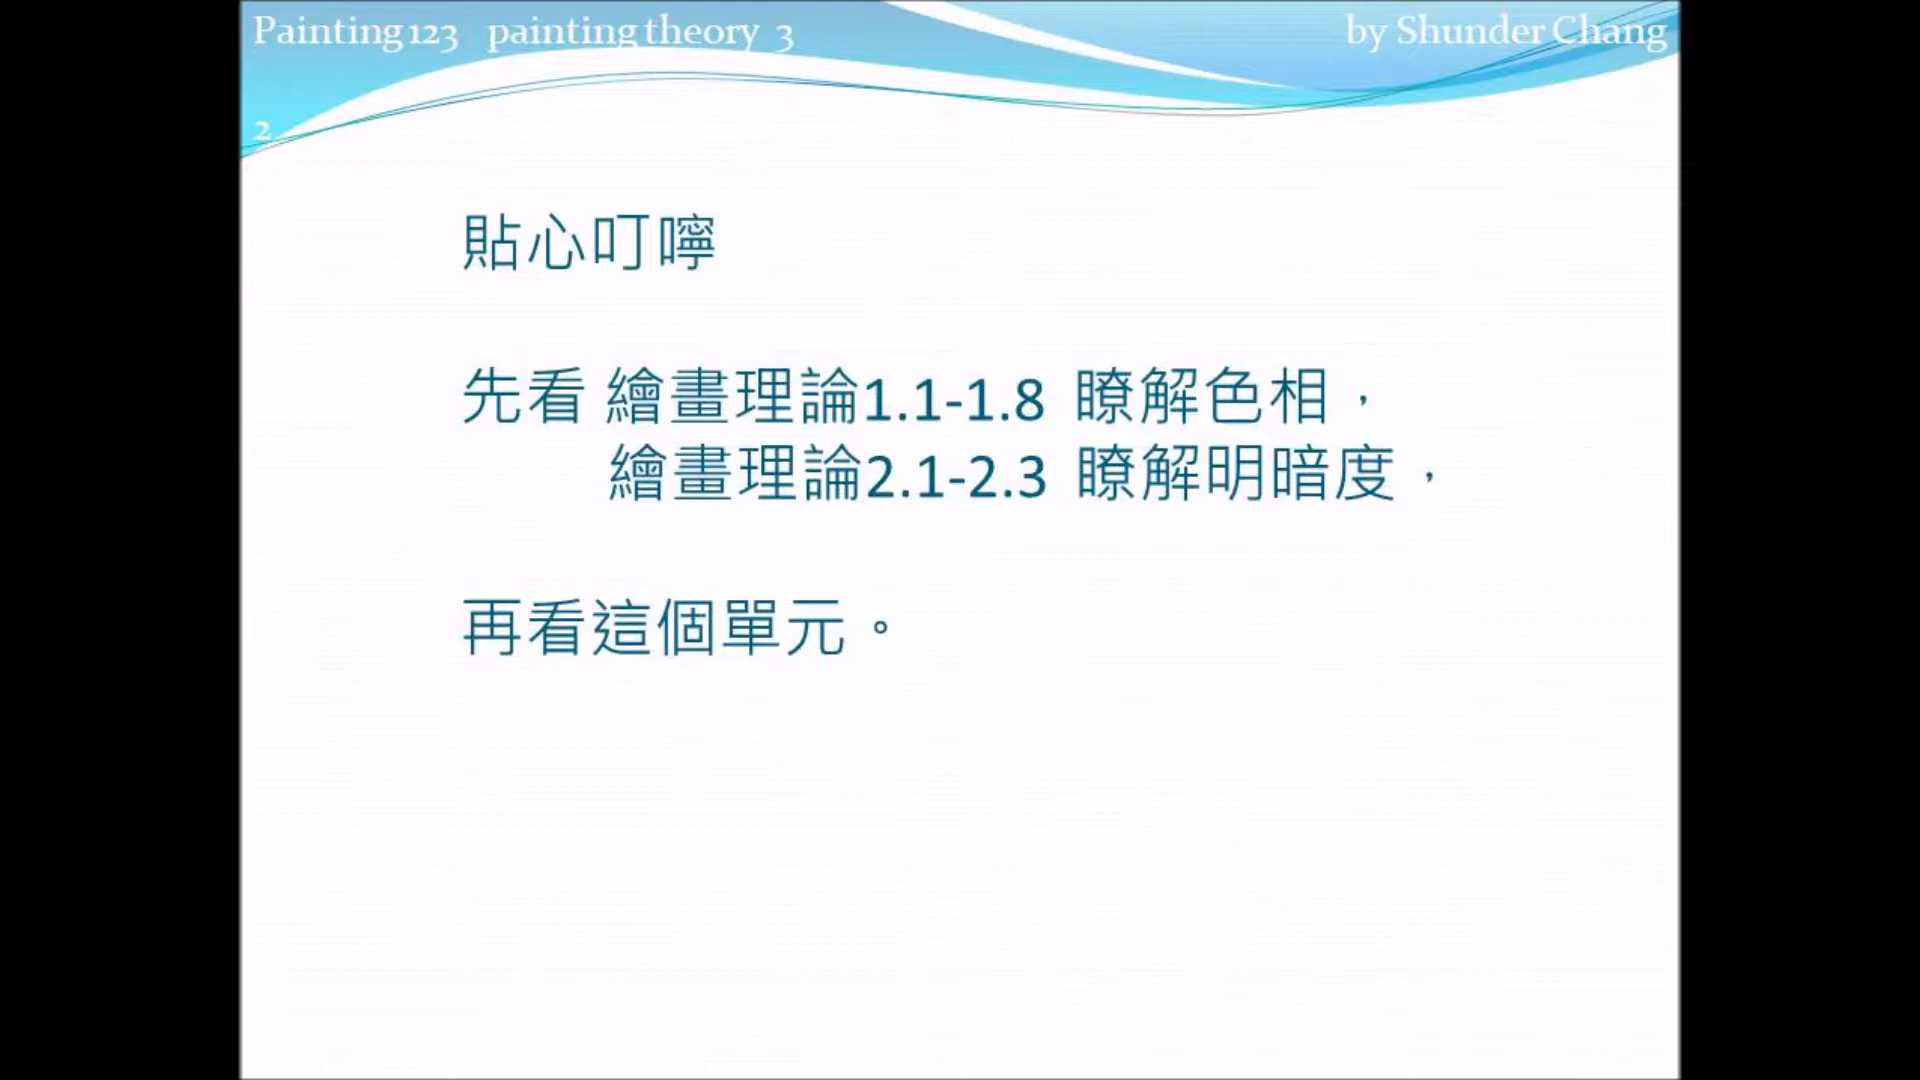 Painting123 painting theory 3 by Shunder Chang
2
貼心叮嚀
先看 繪畫理論1.1-1.8 瞭解色相，
繪畫理論2.1-2.3 瞭解明暗度，
再看這個單元。